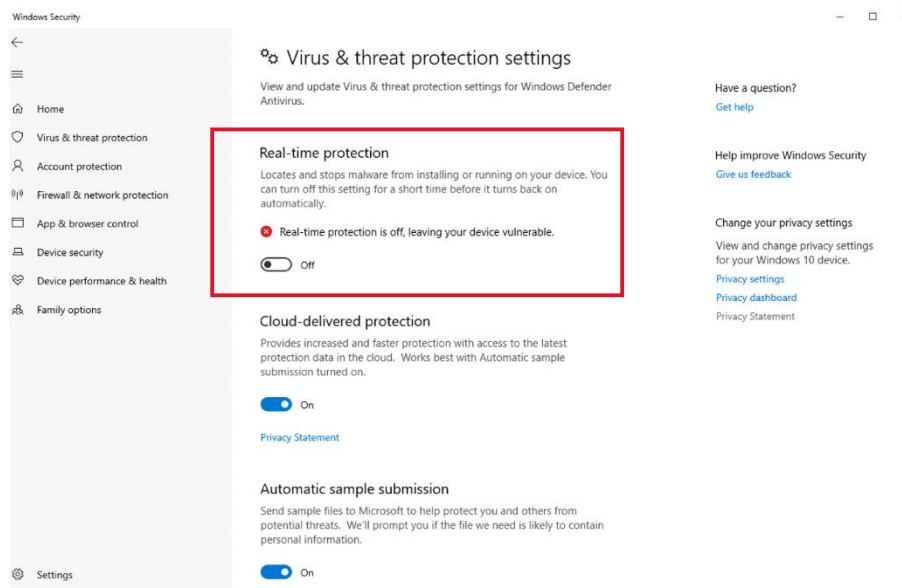 Windows Security
Home
Virus & threat protection
Account protection
Firewall & network protection
App & browser control
Device security
Device performance & health
Family options
Settings
Virus & threat protection settings
View and update Virus & threat protection settings for Windows Defender
Antivirus.
Real-time protection
Locates and stops malware from installing or running on your device. You
can turn off this setting for a short time before it turns back on
automatically.
Real-time protection is off, leaving your device vulnerable.
Off
Cloud-delivered protection
Provides increased and faster protection with access to the latest
protection data in the cloud. Works best with Automatic sample
submission turned on.
On
Privacy Statement
Automatic sample submission
Send sample files to Microsoft to help protect you and others from
potential threats. We'll prompt you if the file we need is likely to contain
personal information.
On
Have a question?
Get help
Help improve Windows Security
Give us feedback
Change your privacy settings
View and change privacy settings
for your Windows 10 device.
Privacy settings
Privacy dashboard
Privacy Statement